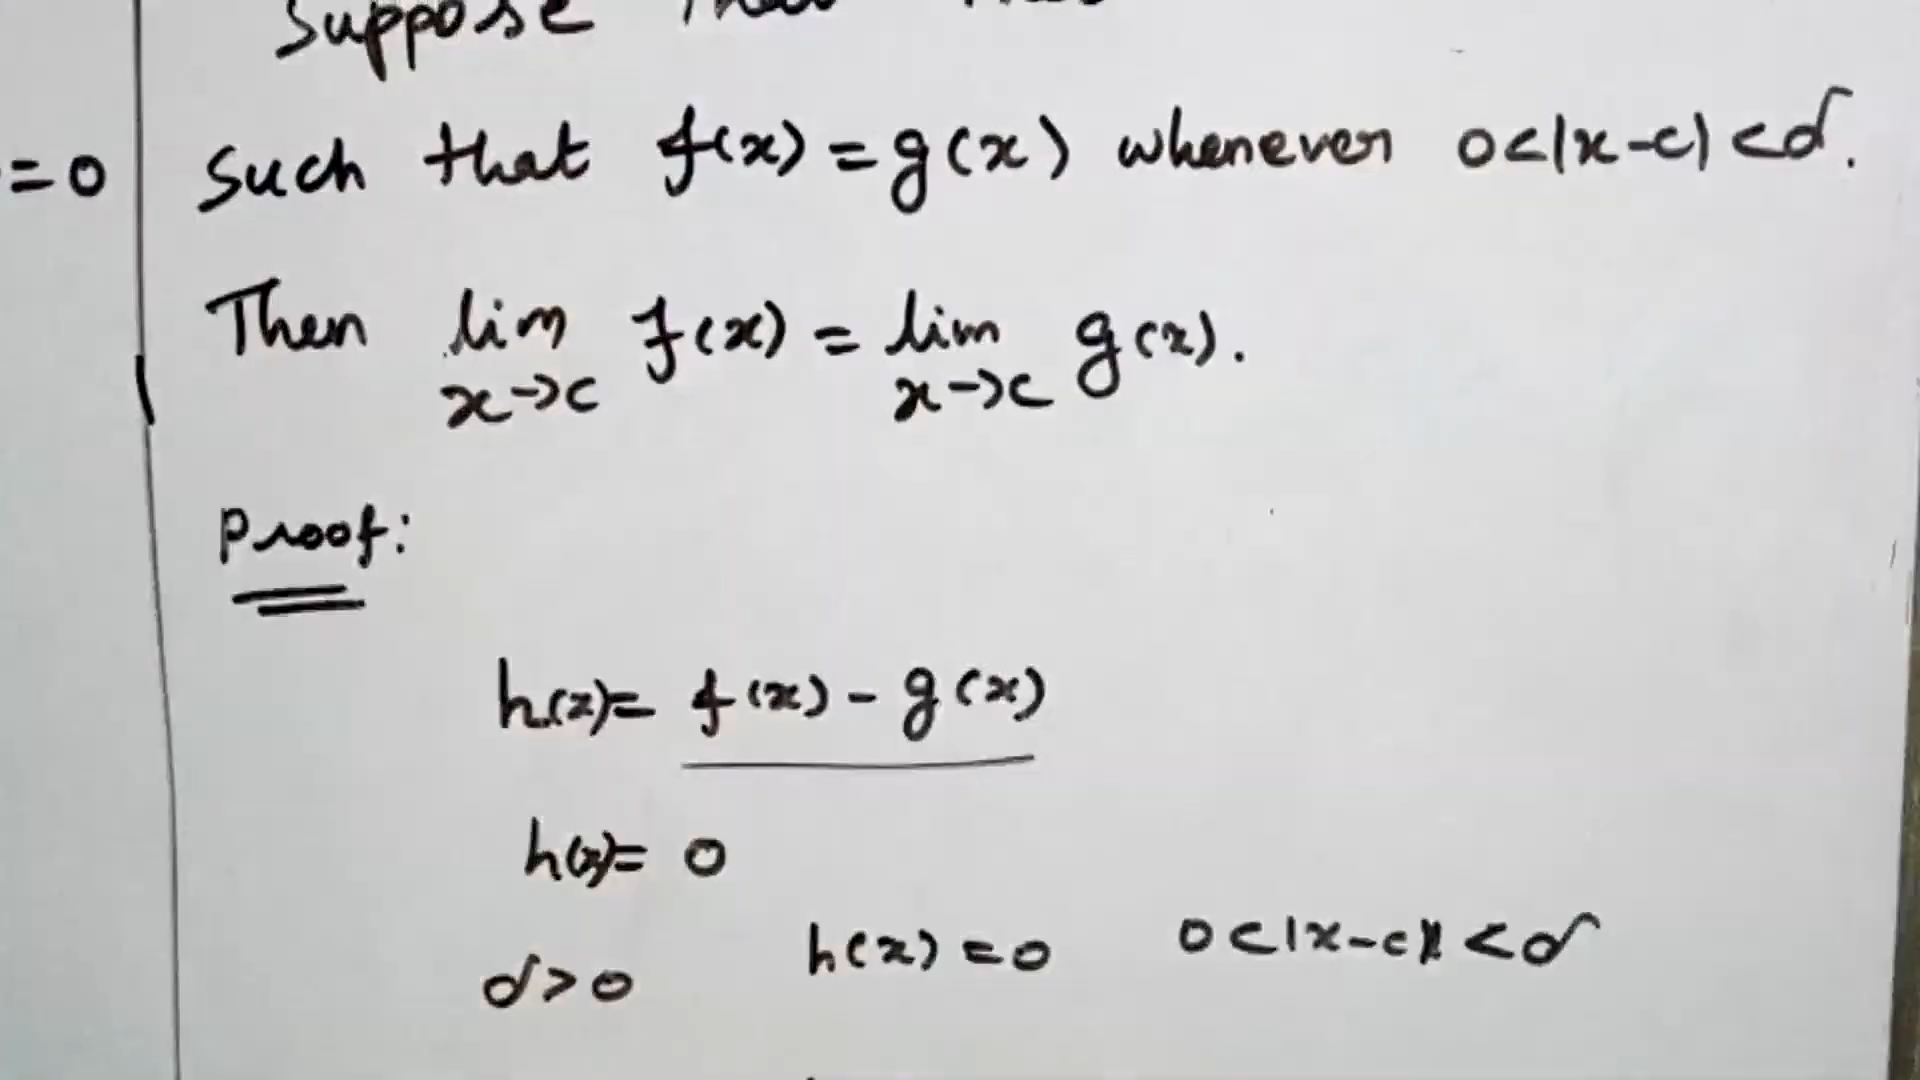 Suppose
= 0
Such that f(x) = g(x) whenever 0<|x-c|<δ.
Then lim f(x) = lim g(x).
x→c x→c
Proof:
h(x)= f(x) - g(x)
h(x)= 0
δ>0 h(x) = 0 0<|x-c|<δ